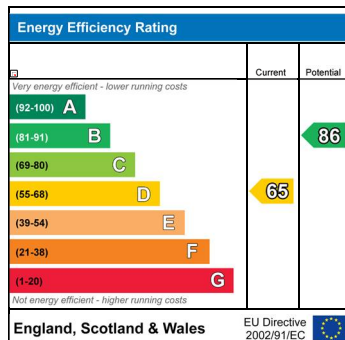 Energy Efficiency Rating
Current Potential
Very energy efficient - lower running costs
(92-100) A
(81-91) B
86
(69-80) C
(55-68) D
65
(39-54) E
(21-38) F
(1-20) G
Not energy efficient - higher running costs
England, Scotland & Wales
EU Directive
2002/91/EC